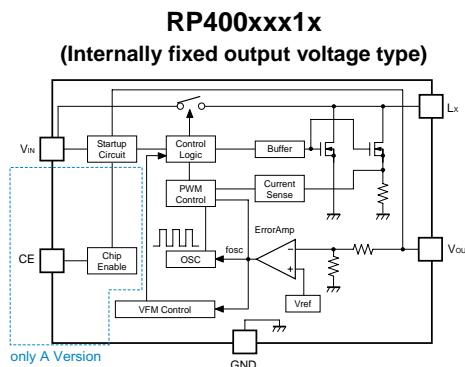 RP400xxx1x
(Internally fixed output voltage type)
LX
VIN
Startup
Circuit
Control
Logic
Buffer
PWM
Control
Current
Sense
ErrorAmp
CE
Chip
Enable
OSC
fosc
−
+
VOU
VFM Control
Vref
GND
only A Version